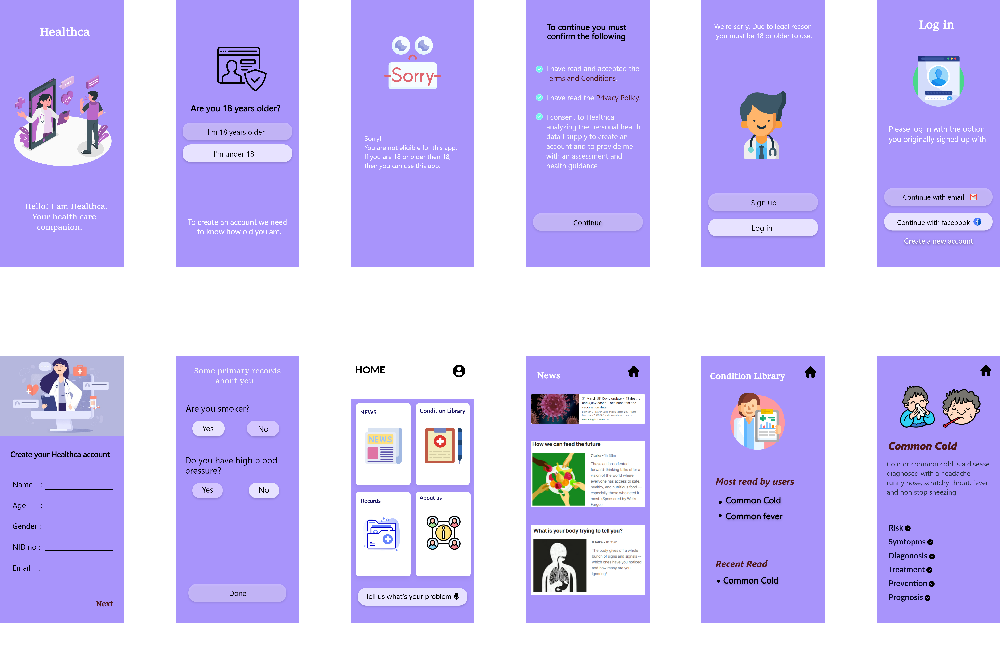 Healthca
Hello! I am Healthca.
Your health care
companion.
Are you 18 years older?
I'm 18 years older
I'm under 18
To create an account we need
to know how old you are.
Sorry
Sorry!
You are not eligible for this app.
If you are 18 or older then 18,
then you can use this app.
To continue you must
confirm the following
I have read and accepted the
Terms and Conditions.
I have read the Privacy Policy.
I consent to Healthca
analyzing the personal health
data I supply to create an
account and to provide me
with an assessment and
health guidance
Continue
We're sorry. Due to legal reason
you must be 18 or older to use.
Sign up
Log in
Log in
Please log in with the option
you originally signed up with
Continue with email
Continue with facebook
Create a new account
Create your Healthca account
Name :
Age :
Gender :
NID no :
Email :
Next
Some primary records
about you
Are you smoker?
Yes No
Do you have high blood
pressure?
Yes No
Done
HOME
NEWS
NEWS
Condition Library
Records
About us
Tell us what's your problem
News
31 March UK Covid update – 43 deaths
and 4,052 cases – see hospitals and
vaccination data
Between 24 March 2021 and 30 March 2021, there
have been 7,593,005 tests. A confirmed case is ...
West Bridgford Wire · 17m
How we can feed the future
7 talks • 1h 36m
These action-oriented,
forward-thinking talks offer a
vision of the world where
everyone has access to safe,
healthy, and nutritious food —
especially those who need it
most. (Sponsored by Wells
Fargo.)
What is your body trying to tell you?
8 talks • 1h 35m
The body gives off a whole
bunch of signs and signals --
which ones have you noticed
and how many are you
ignoring?
Condition Library
Most read by users
• Common Cold
• Common fever
Recent Read
• Common Cold
Common Cold
Cold or common cold is a disease
diagnosed with a headache,
runny nose, scratchy throat, fever
and non stop sneezing.
Risk
Symtopms
Diagonosis
Treatment
Prevention
Prognosis